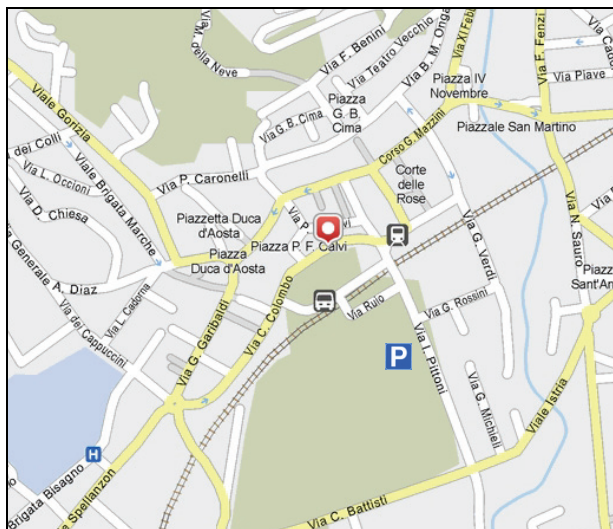 Via M. della Neve
Via F. Benini
Via Teatro Vecchio
Via B. M. Onga
Via XI Febb
Via F. Fenzi
Via Piave
Piazza IV
Novembre
Piazzale San Martino
Viale Gorizia
Piazza
G. B.
Cima
Via G.B. Cima
Corso G. Mazzini
Corte
delle
Rose
dei Colli
Via L. Occioni
Viale Brigata Marche
Via P. Caronelli
Via D. Chiesa
Piazzetta Duca
d'Aosta
Piazza
Duca d'Aosta
Piazza P. F. Calvi
Generale A. Diaz
Via L. Cadorna
Via dei Cappuccini
Via G. Garibaldi
Via C. Colombo
Via Ruio
Via G. Verdi
Via G. Rossini
Via N. Sauro
Piazza
Sant'An
P
Via I. Pittoni
Via G. Michieli
Viale Istria
H
Brigata Bisagno
a Spellanzon
Via C. Battisti